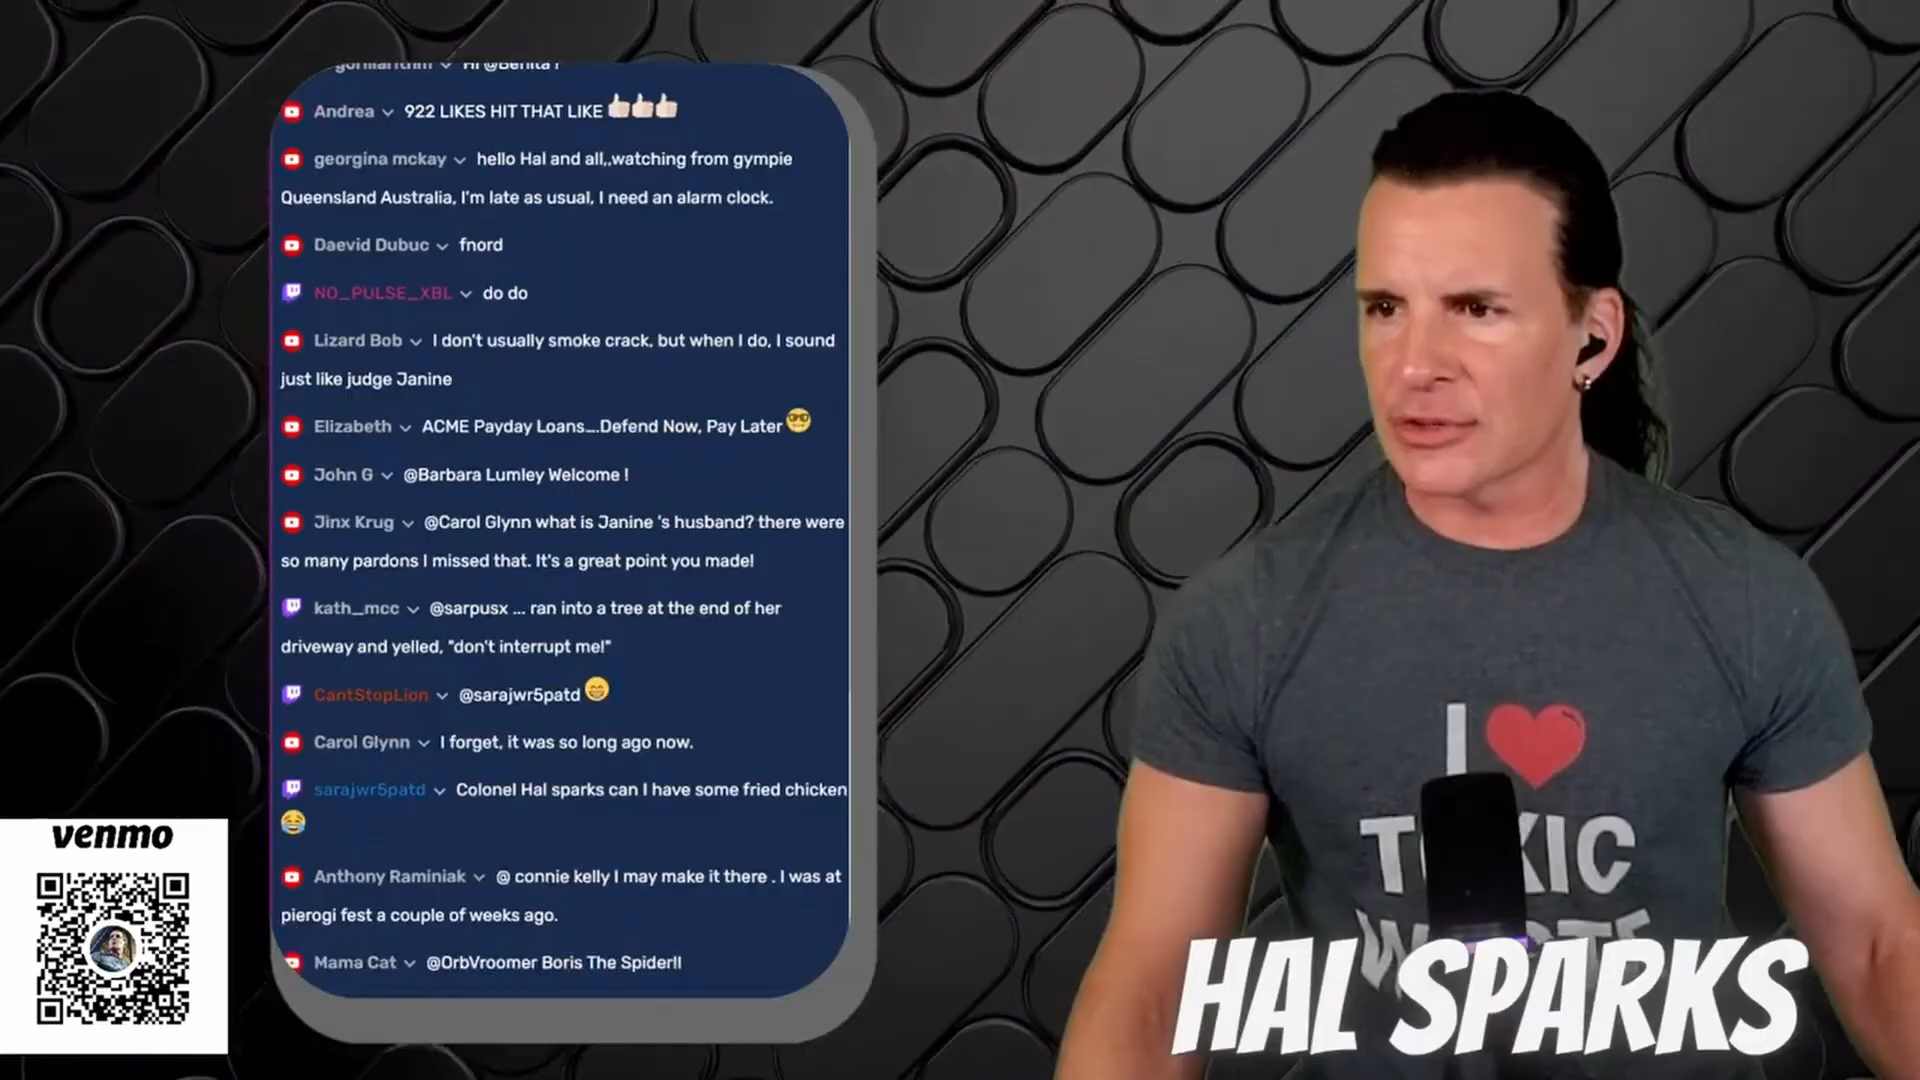 gorillarithm Hi @Benita !
Andrea 922 LIKES HIT THAT LIKE
georgina mckay hello Hal and all,,watching from gympie
Queensland Australia, I'm late as usual, I need an alarm clock.
Daevid Dubuc fnord
NO_PULSE_XBL do do
Lizard Bob I don't usually smoke crack, but when I do, I sound
just like judge Janine
Elizabeth ACME Payday Loans....Defend Now, Pay Later
John G @Barbara Lumley Welcome !
Jinx Krug @Carol Glynn what is Janine 's husband? there were
so many pardons I missed that. It's a great point you made!
kath_mcc @sarpusx ... ran into a tree at the end of her
driveway and yelled, "don't interrupt me!"
CantStopLion @sarajwr5patd
Carol Glynn I forget, it was so long ago now.
sarajwr5patd Colonel Hal sparks can I have some fried chicken
Anthony Raminiak @ connie kelly I may make it there . I was at
pierogi fest a couple of weeks ago.
Mama Cat @OrbVroomer Boris The Spider!!
venmo
I
TOXIC
WASTE
HAL SPARKS